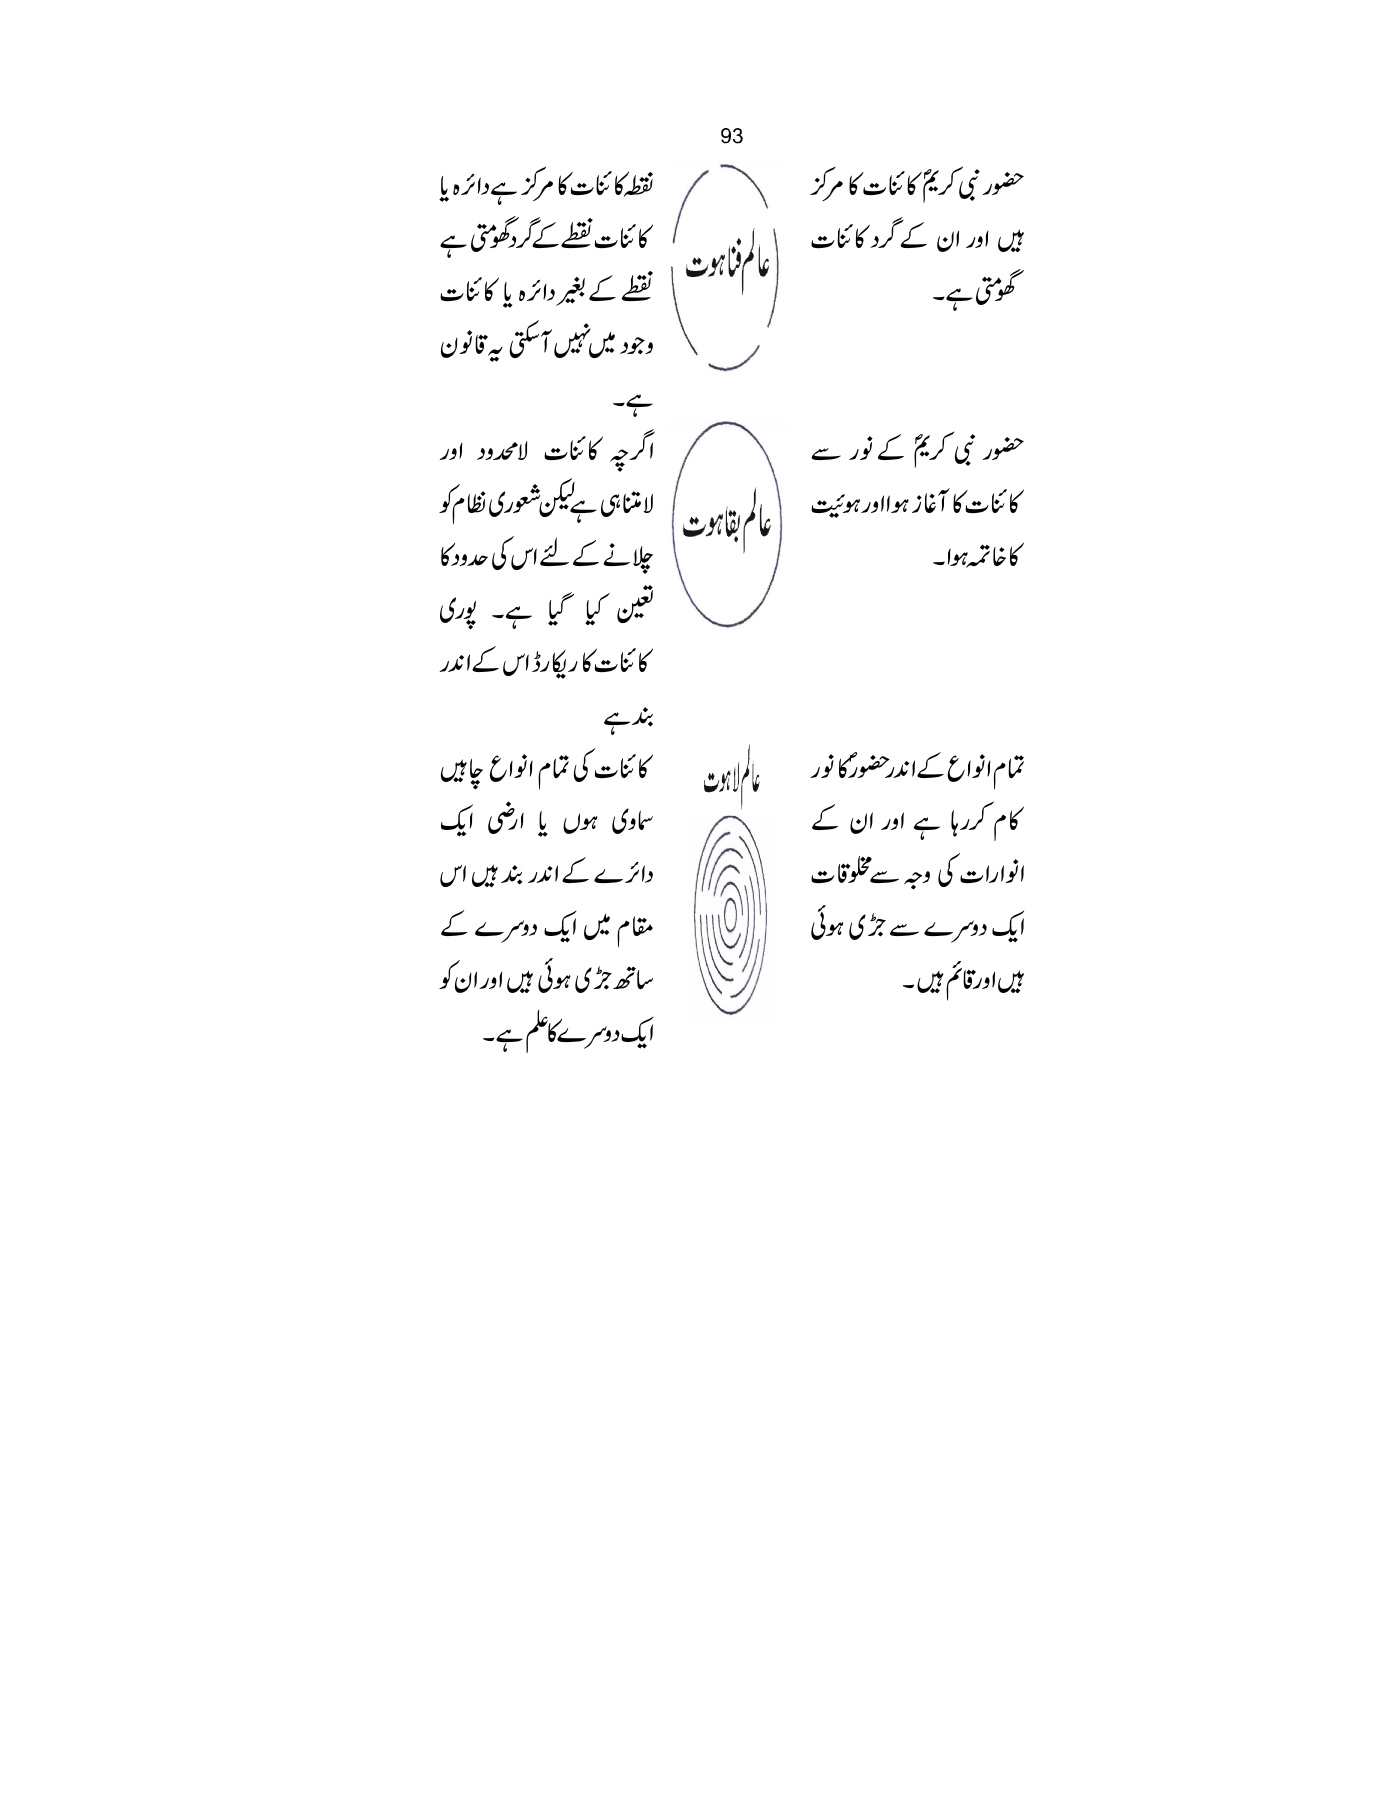 93
حضور نبی کریمؐ کائنات کا مرکز
ہیں اور ان کے گرد کائنات
گھومتی ہے۔
عالم فناہوت
نقطہ کائنات کا مرکز ہے دائرہ یا
کائنات نقطے کے گرد گھومتی ہے
نقطے کے بغیر دائرہ یا کائنات
وجود میں نہیں آسکتی یہ قانون
ہے۔
حضور نبی کریمؐ کے نور سے
کائنات کا آغاز ہوا اور ہوئیت
کا خاتمہ ہوا۔
عالم بقاہوت
اگرچہ کائنات لامحدود اور
لامتناہی ہے لیکن شعوری نظام کو
چلانے کے لئے اس کی حدود کا
تعین کیا گیا ہے۔ پوری
کائنات کا ریکارڈ اس کے اندر
بند ہے
تمام انواع کے اندر حضورؐ کا نور
کام کررہا ہے اور ان کے
انوارات کی وجہ سے مخلوقات
ایک دوسرے سے جڑی ہوئی
ہیں اور قائم ہیں۔
عالم لاہوت
کائنات کی تمام انواع چاہیں
سماوی ہوں یا ارضی ایک
دائرے کے اندر بند ہیں اس
مقام میں ایک دوسرے کے
ساتھ جڑی ہوئی ہیں اور ان کو
ایک دوسرے کا علم ہے۔